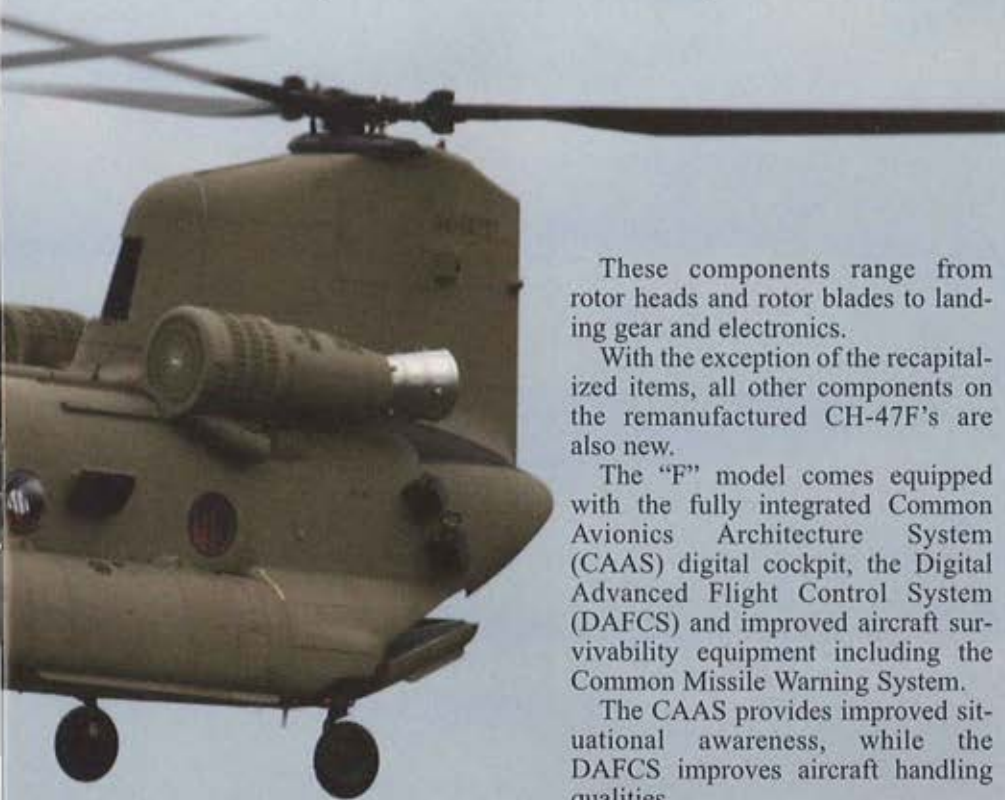 These components range from
rotor heads and rotor blades to land-
ing gear and electronics.
With the exception of the recapital-
ized items, all other components on
the remanufactured CH-47F's are
also new.
The “F” model comes equipped
with the fully integrated Common
Avionics Architecture System
(CAAS) digital cockpit, the Digital
Advanced Flight Control System
(DAFCS) and improved aircraft sur-
vivability equipment including the
Common Missile Warning System.
The CAAS provides improved sit-
uational awareness, while the
DAFCS improves aircraft handling
qualities.